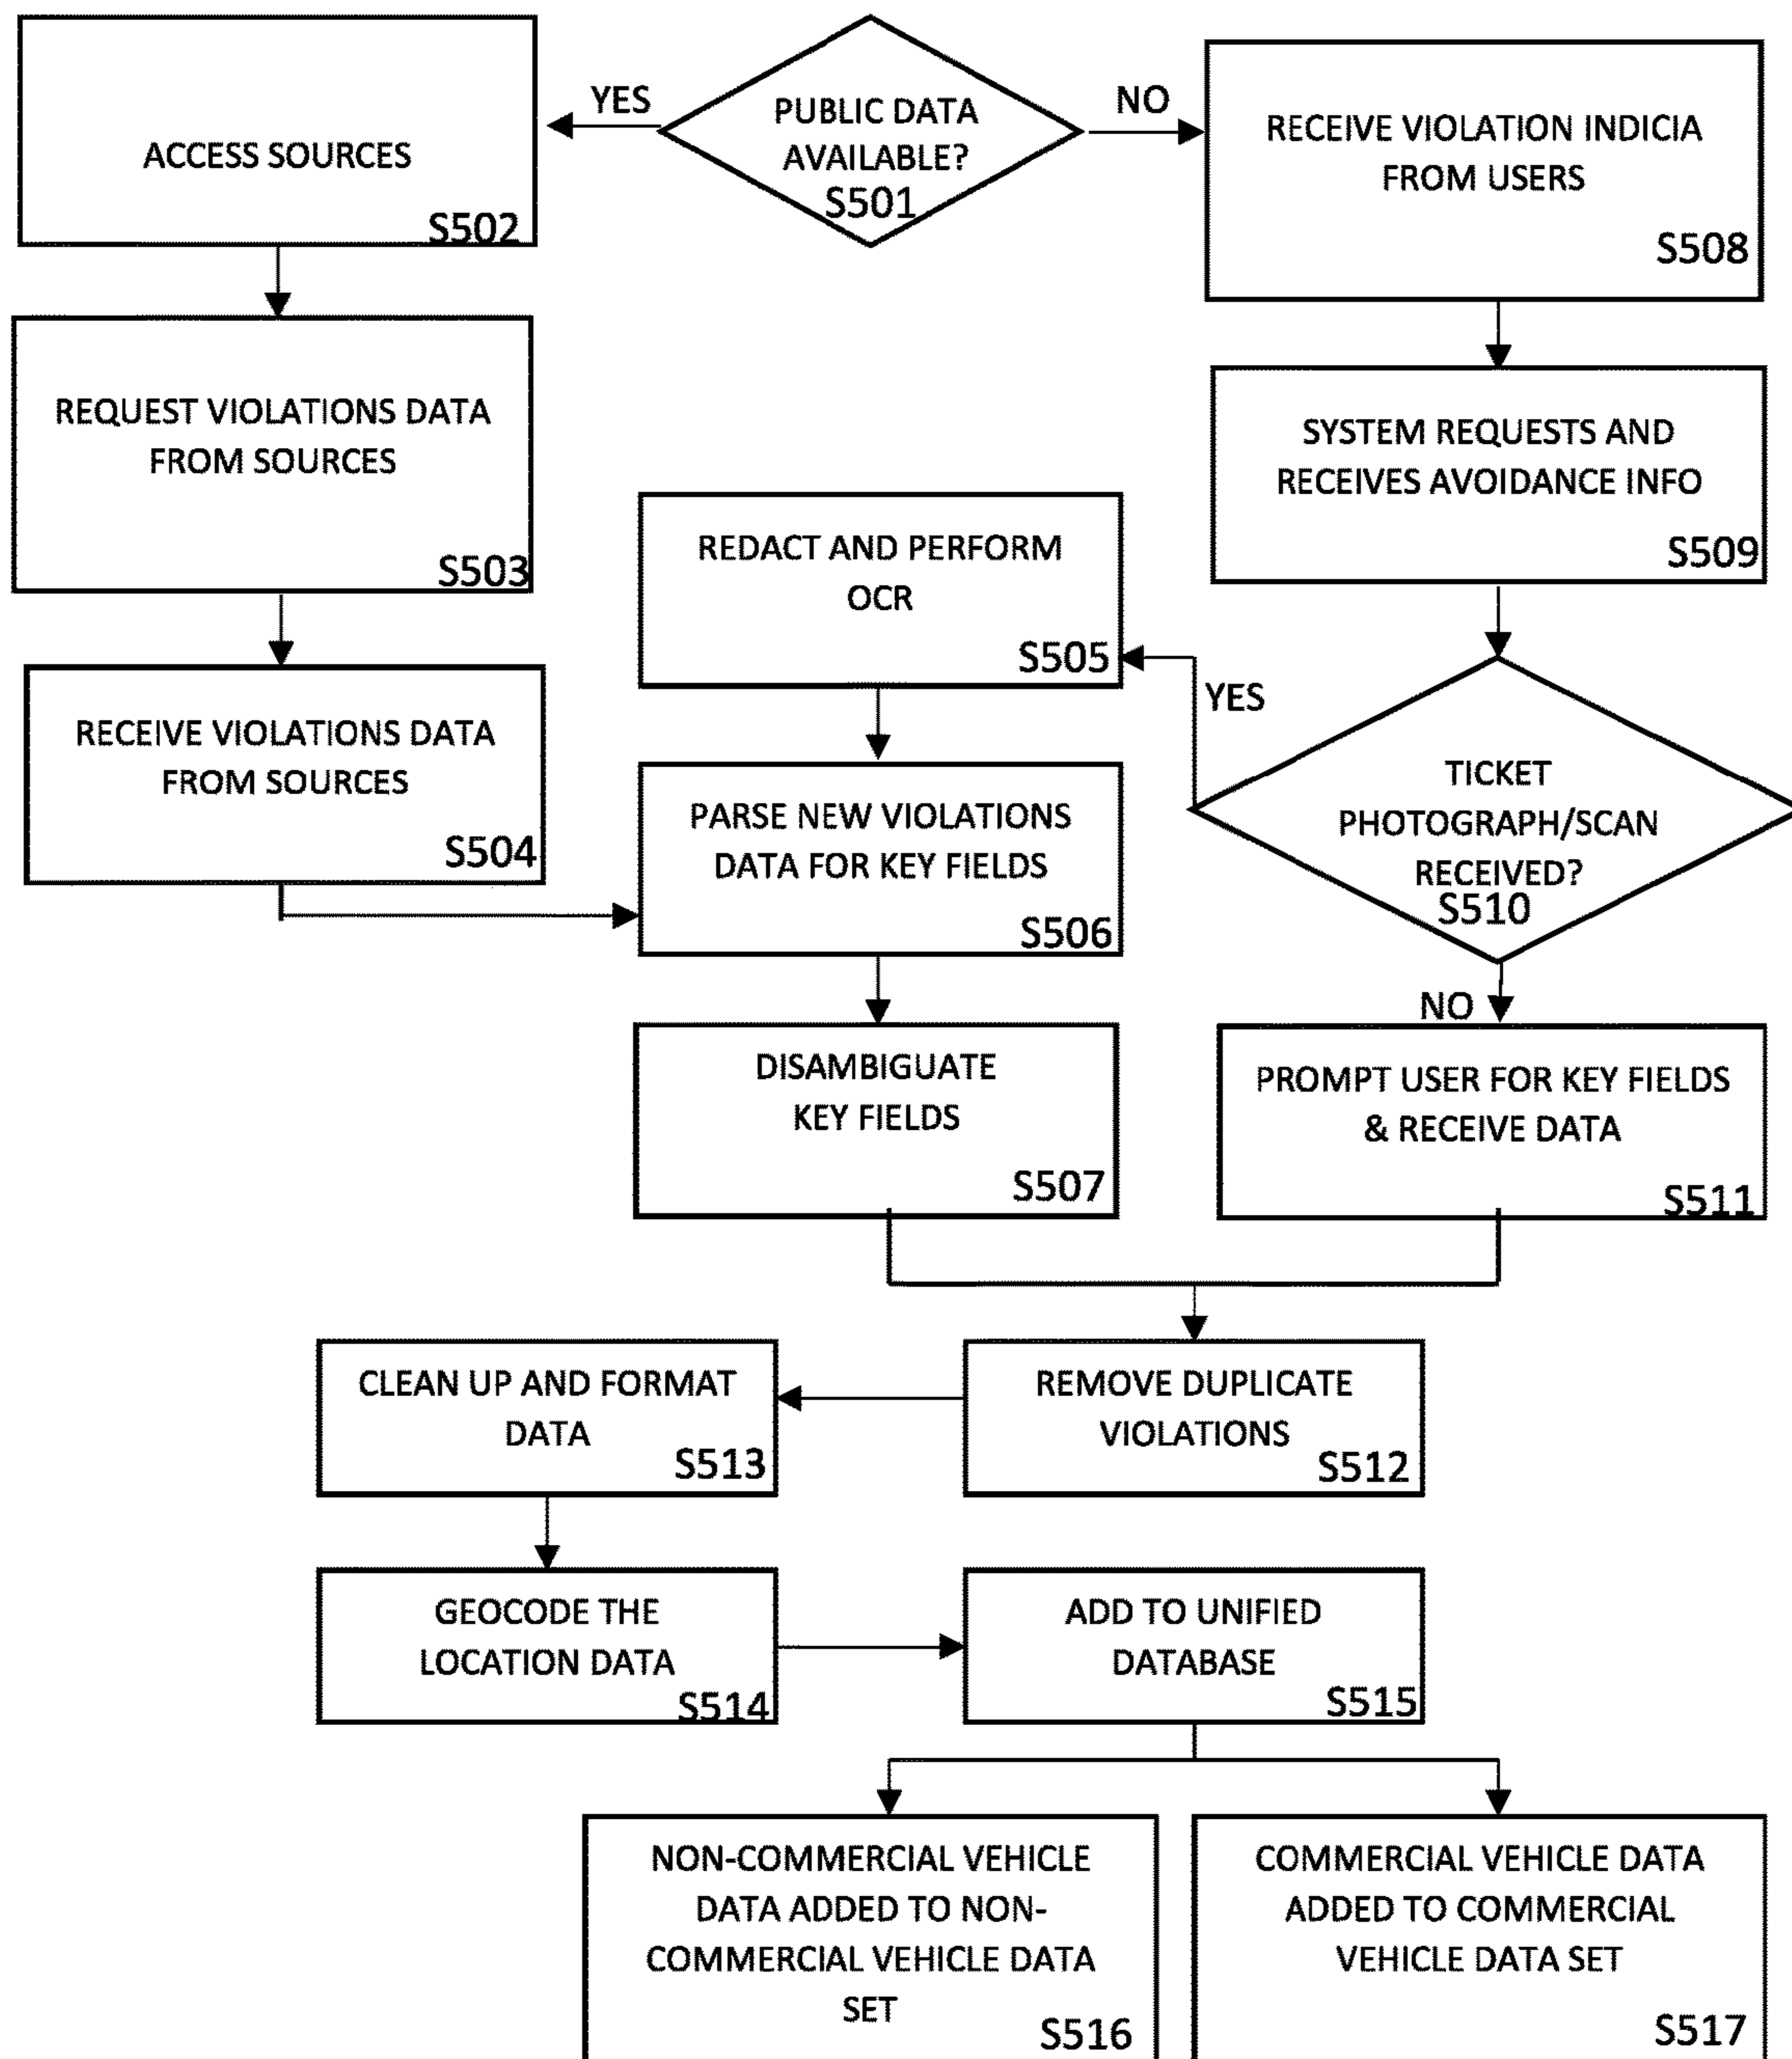 PUBLIC DATA
AVAILABLE?
S501
YES
NO
ACCESS SOURCES
S502
REQUEST VIOLATIONS DATA
FROM SOURCES
S503
RECEIVE VIOLATIONS DATA
FROM SOURCES
S504
REDACT AND PERFORM
OCR
S505
PARSE NEW VIOLATIONS
DATA FOR KEY FIELDS
S506
DISAMBIGUATE
KEY FIELDS
S507
RECEIVE VIOLATION INDICIA
FROM USERS
S508
SYSTEM REQUESTS AND
RECEIVES AVOIDANCE INFO
S509
YES
TICKET
PHOTOGRAPH/SCAN
RECEIVED?
S510
NO
PROMPT USER FOR KEY FIELDS
& RECEIVE DATA
S511
REMOVE DUPLICATE
VIOLATIONS
S512
CLEAN UP AND FORMAT
DATA
S513
GEOCODE THE
LOCATION DATA
S514
ADD TO UNIFIED
DATABASE
S515
NON-COMMERCIAL VEHICLE
DATA ADDED TO NON-
COMMERCIAL VEHICLE DATA
SET
S516
COMMERCIAL VEHICLE DATA
ADDED TO COMMERCIAL
VEHICLE DATA SET
S517